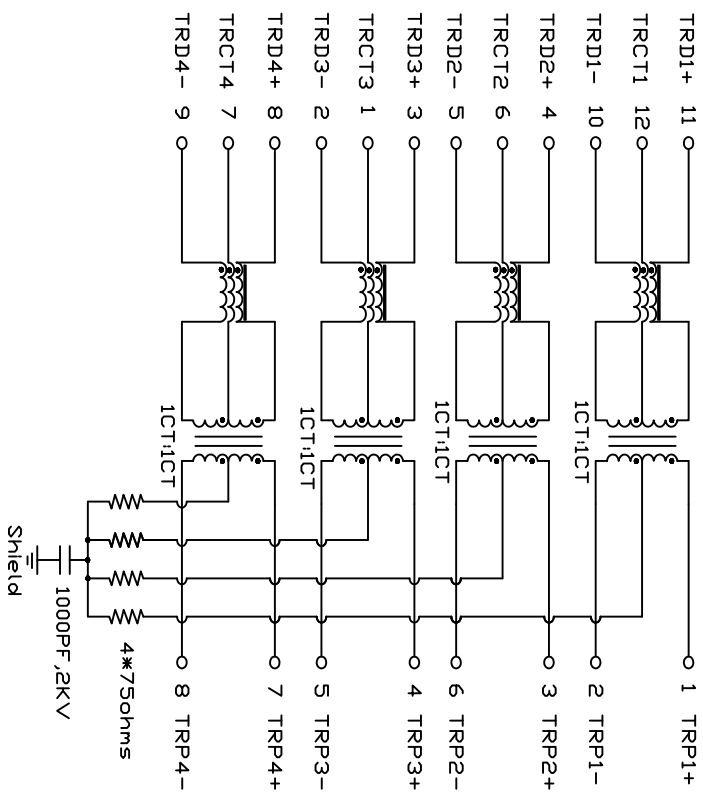 TRD1+ 11
TRCT1 12
TRD1- 10
TRD2+ 4
TRCT2 6
TRD2- 5
TRD3+ 3
TRCT3 1
TRD3- 2
TRD4+ 8
TRCT4 7
TRD4- 9
1CT:1CT
1CT:1CT
1CT:1CT
1CT:1CT
1 TRP1+
2 TRP1-
3 TRP2+
6 TRP2-
4 TRP3+
5 TRP3-
7 TRP4+
8 TRP4-
4*75ohms
1000PF,2KV
Shield